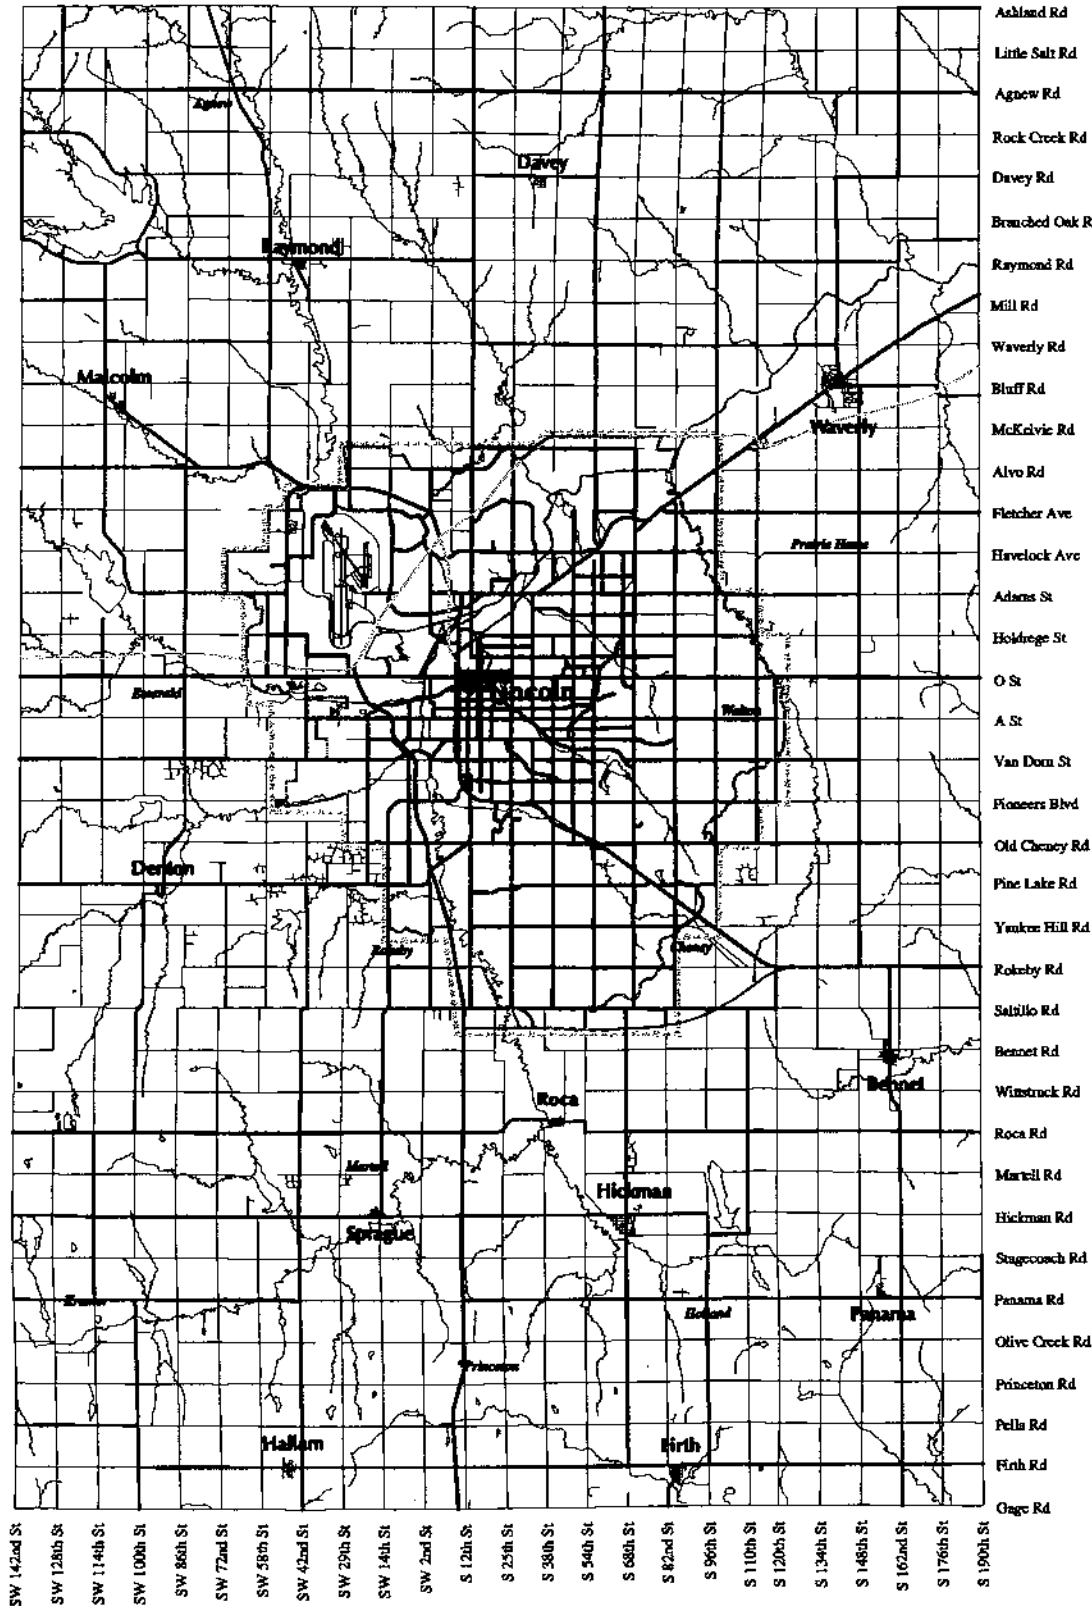 Ashland Rd
Little Salt Rd
Agnew Rd
Agnew
Rock Creek Rd
Davey
Davey Rd
Branched Oak R
Raymond
Raymond Rd
Mill Rd
Waverly Rd
Malcolm
Bluff Rd
Waverly
McKelvie Rd
Alvo Rd
Fletcher Ave
Prairie Home
Havelock Ave
Adams St
Holdrege St
O St
Emerald
Lincoln
Walton
A St
Van Dorn St
Pioneers Blvd
Old Cheney Rd
Denton
Pine Lake Rd
Yankee Hill Rd
Rokeby
Cheney
Rokeby Rd
Saltillo Rd
Bennet Rd
Bennet
Wittstruck Rd
Roca
Roca Rd
Martell
Martell Rd
Hickman
Hickman Rd
Sprague
Stagecoach Rd
Kramer
Holland
Panama
Panama Rd
Olive Creek Rd
Princeton
Princeton Rd
Pella Rd
Hallam
Firth
Firth Rd
Gage Rd
SW 142nd St
SW 128th St
SW 114th St
SW 100th St
SW 86th St
SW 72nd St
SW 58th St
SW 42nd St
SW 29th St
SW 14th St
SW 2nd St
S 12th St
S 25th St
S 38th St
S 54th St
S 68th St
S 82nd St
S 96th St
S 110th St
S 120th St
S 134th St
S 148th St
S 162nd St
S 176th St
S 190th St